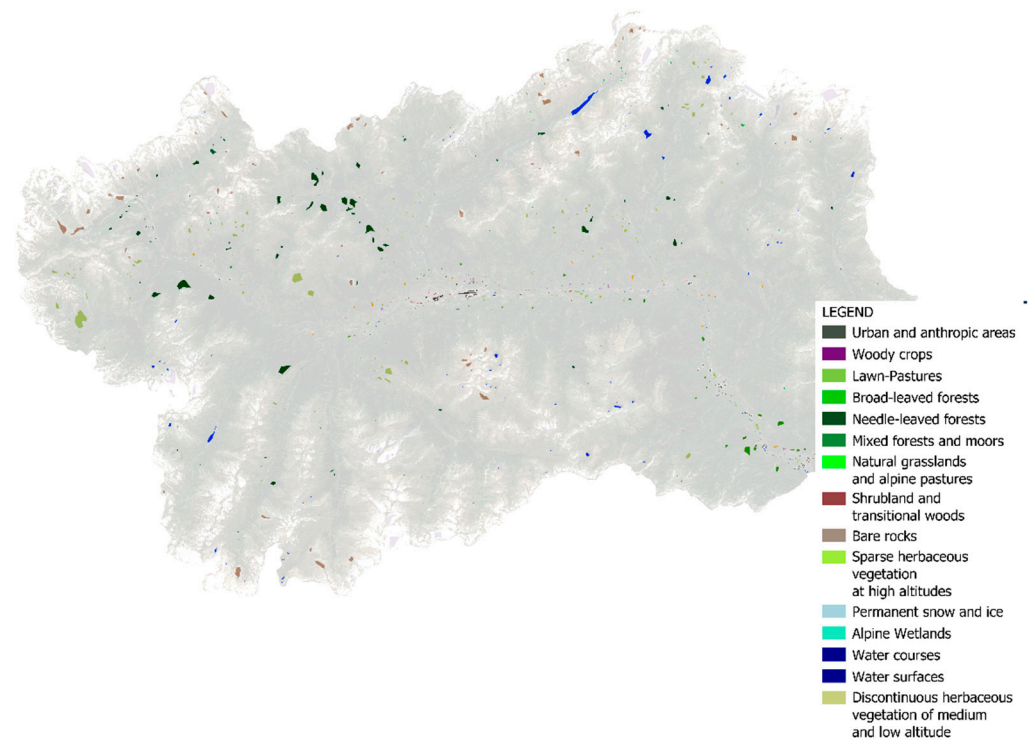 LEGEND
Urban and anthropic areas
Woody crops
Lawn-Pastures
Broad-leaved forests
Needle-leaved forests
Mixed forests and moors
Natural grasslands
and alpine pastures
Shrubland and
transitional woods
Bare rocks
Sparse herbaceous
vegetation
at high altitudes
Permanent snow and ice
Alpine Wetlands
Water courses
Water surfaces
Discontinuous herbaceous
vegetation of medium
and low altitude